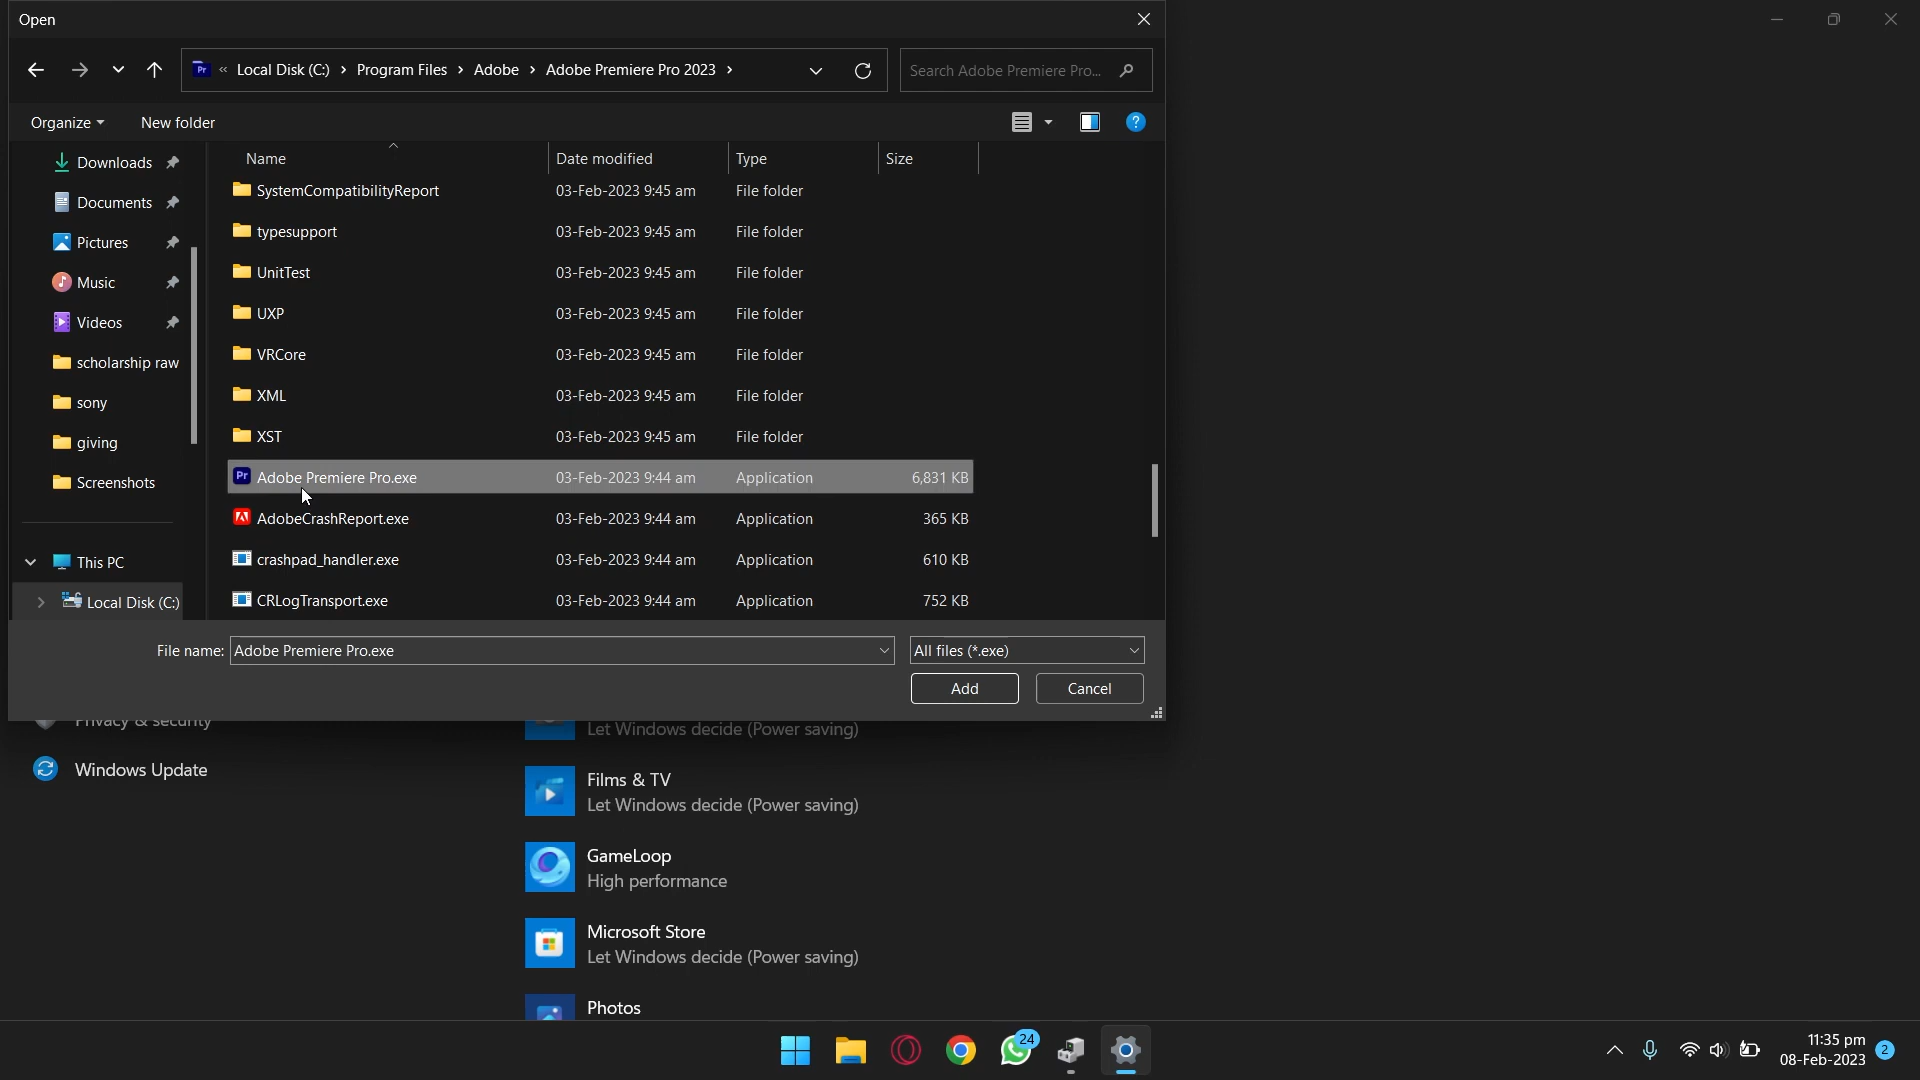 Open
« Local Disk (C:) › Program Files › Adobe › Adobe Premiere Pro 2023 ›
Search Adobe Premiere Pro...
Organize
New folder
Name Date modified Type Size
Downloads
Documents
Pictures
Music
Videos
scholarship raw
sony
giving
Screenshots
This PC
Local Disk (C:)
SystemCompatibilityReport 03-Feb-2023 9:45 am File folder
typesupport 03-Feb-2023 9:45 am File folder
UnitTest 03-Feb-2023 9:45 am File folder
UXP 03-Feb-2023 9:45 am File folder
VRCore 03-Feb-2023 9:45 am File folder
XML 03-Feb-2023 9:45 am File folder
XST 03-Feb-2023 9:45 am File folder
Pr Adobe Premiere Pro.exe 03-Feb-2023 9:44 am Application 6,831 KB
AdobeCrashReport.exe 03-Feb-2023 9:44 am Application 365 KB
crashpad_handler.exe 03-Feb-2023 9:44 am Application 610 KB
CRLogTransport.exe 03-Feb-2023 9:44 am Application 752 KB
File name: Adobe Premiere Pro.exe
All files (*.exe)
Add
Cancel
Privacy & security
Windows Update
Let Windows decide (Power saving)
Films & TV
Let Windows decide (Power saving)
GameLoop
High performance
Microsoft Store
Let Windows decide (Power saving)
Photos
24
11:35 pm
08-Feb-2023
2